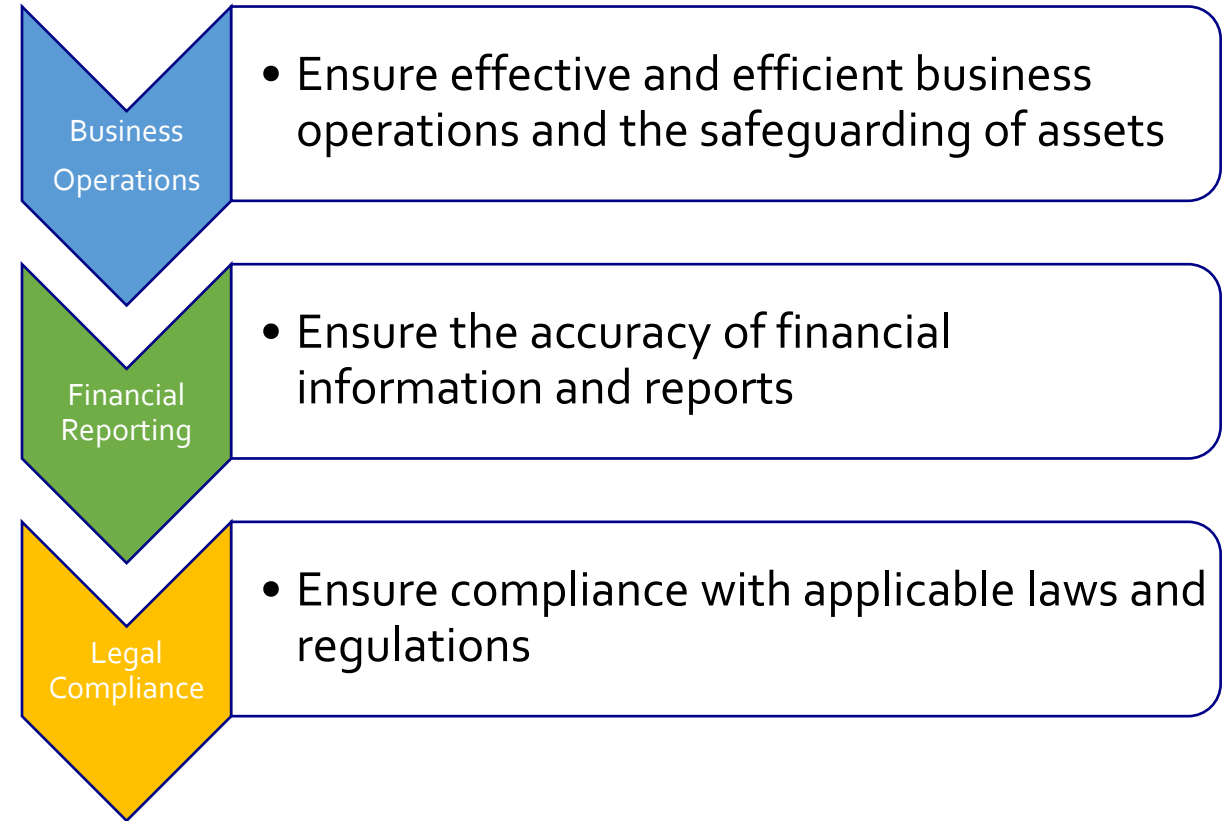 Business
Operations
• Ensure effective and efficient business
operations and the safeguarding of assets
Financial
Reporting
• Ensure the accuracy of financial
information and reports
Legal
Compliance
• Ensure compliance with applicable laws and
regulations